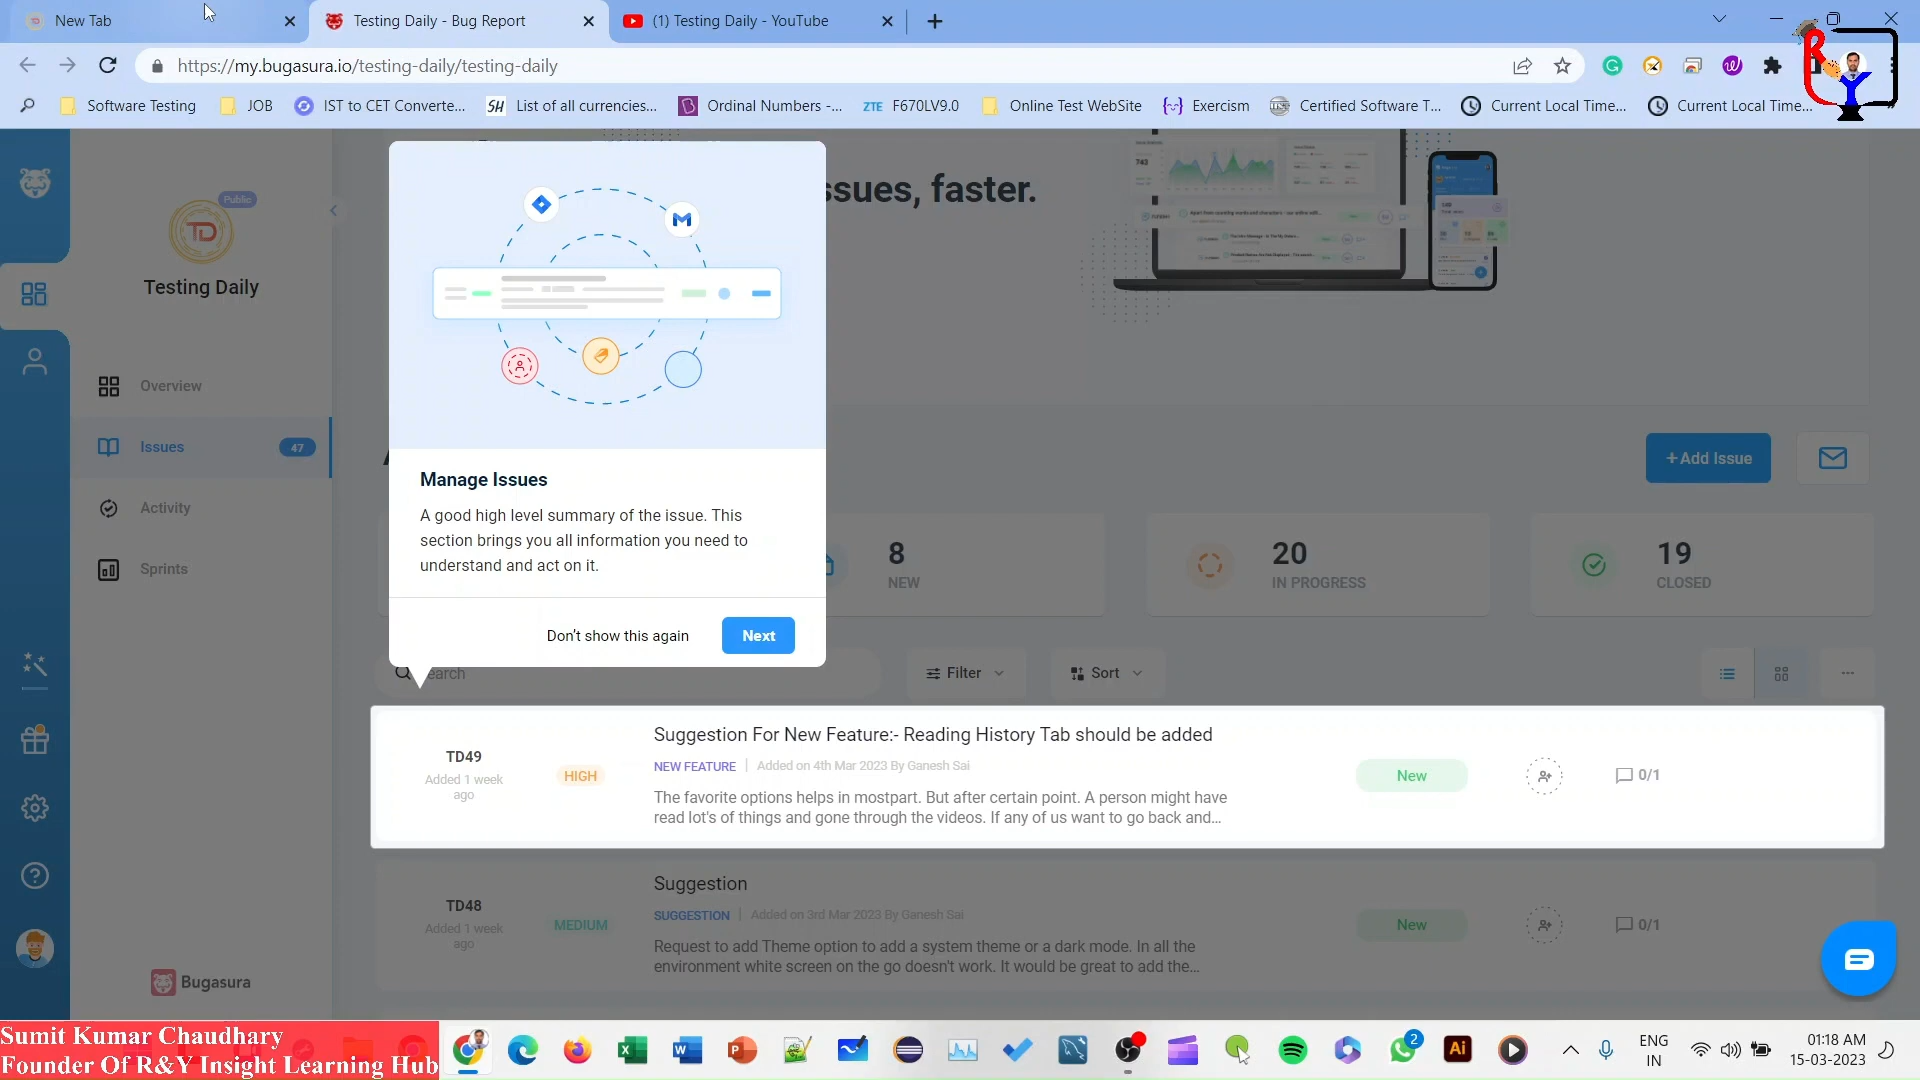 New Tab
Testing Daily - Bug Report
(1) Testing Daily - YouTube
https://my.bugasura.io/testing-daily/testing-daily
Software Testing
JOB
IST to CET Converte...
SH List of all currencies...
Ordinal Numbers -...
ZTE F670LV9.0
Online Test WebSite
Exercism
Certified Software T...
Current Local Time...
Current Local Time...
R
Y
ssues, faster.
Public
TD
Testing Daily
Overview
Issues 47
Activity
Sprints
Bugasura
+ Add Issue
Manage Issues
A good high level summary of the issue. This
section brings you all information you need to
understand and act on it.
Don't show this again
Next
8
NEW
20
IN PROGRESS
19
CLOSED
earch
Filter
Sort
TD49
Added 1 week
ago
HIGH
Suggestion For New Feature:- Reading History Tab should be added
NEW FEATURE | Added on 4th Mar 2023 By Ganesh Sai
The favorite options helps in mostpart. But after certain point. A person might have
read lot's of things and gone through the videos. If any of us want to go back and...
New
0/1
TD48
Added 1 week
ago
MEDIUM
Suggestion
SUGGESTION | Added on 3rd Mar 2023 By Ganesh Sai
Request to add Theme option to add a system theme or a dark mode. In all the
environment white screen on the go doesn't work. It would be great to add the...
New
0/1
Sumit Kumar Chaudhary
Founder Of R&Y Insight Learning Hub
2
Ai
ENG
IN
01:18 AM
15-03-2023